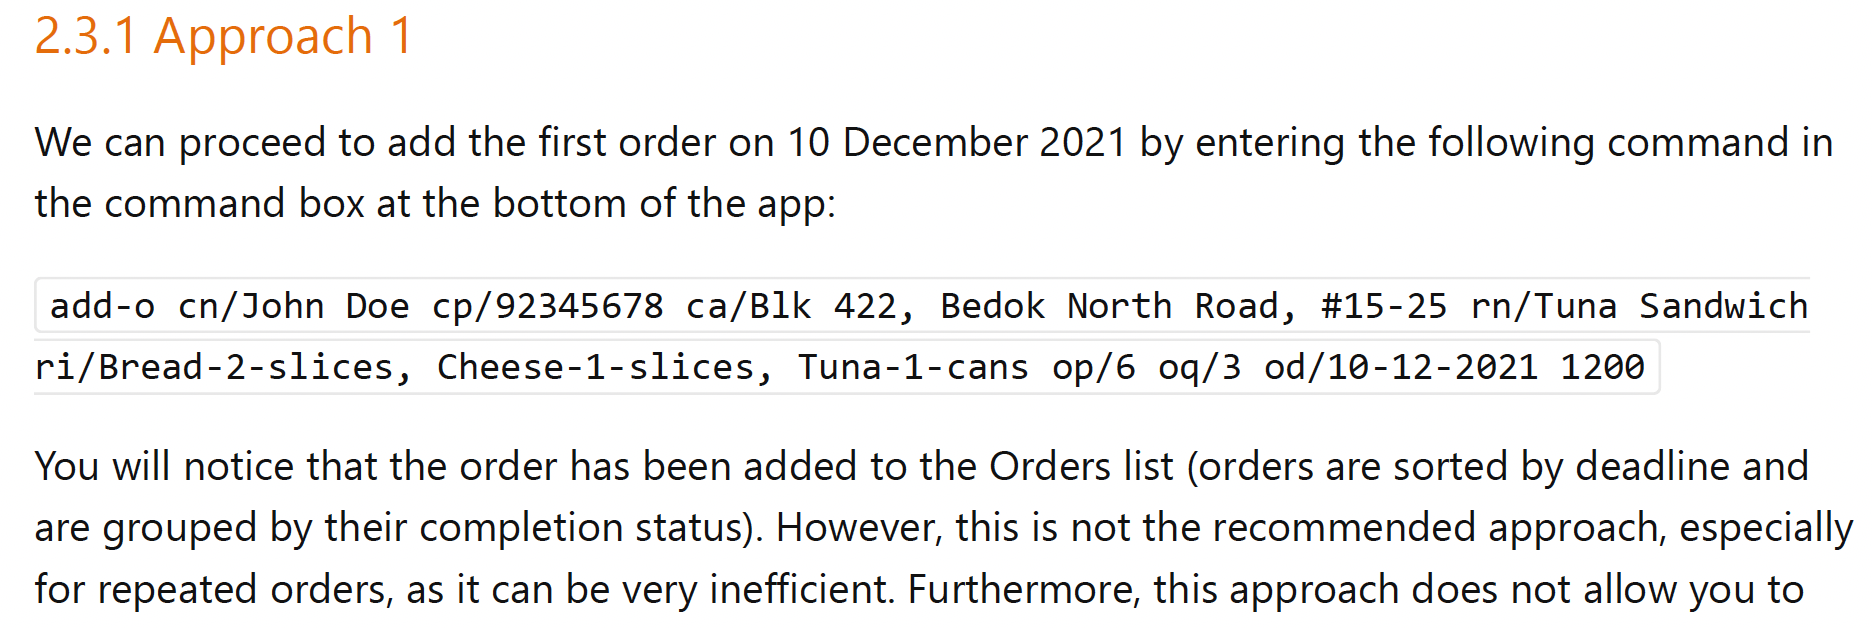 2.3.1 Approach 1
We can proceed to add the first order on 10 December 2021 by entering the following command in
the command box at the bottom of the app:
add-o cn/John Doe cp/92345678 ca/Blk 422, Bedok North Road, #15-25 rn/Tuna Sandwich
ri/Bread-2-slices, Cheese-1-slices, Tuna-1-cans op/6 oq/3 od/10-12-2021 1200
You will notice that the order has been added to the Orders list (orders are sorted by deadline and
are grouped by their completion status). However, this is not the recommended approach, especially
for repeated orders, as it can be very inefficient. Furthermore, this approach does not allow you to